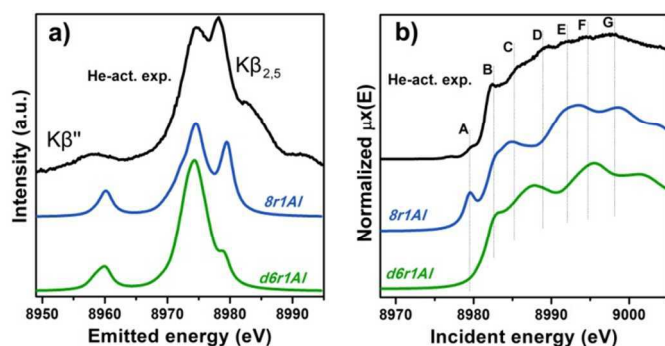 a)
He-act. exp.
Kβ2,5
Kβ"
8r1Al
d6r1Al
Intensity (a.u.)
8950 8960 8970 8980 8990
Emitted energy (eV)
b)
A B C D E F G
He-act. exp.
8r1Al
d6r1Al
Normalized μx(E)
8970 8980 8990 9000
Incident energy (eV)